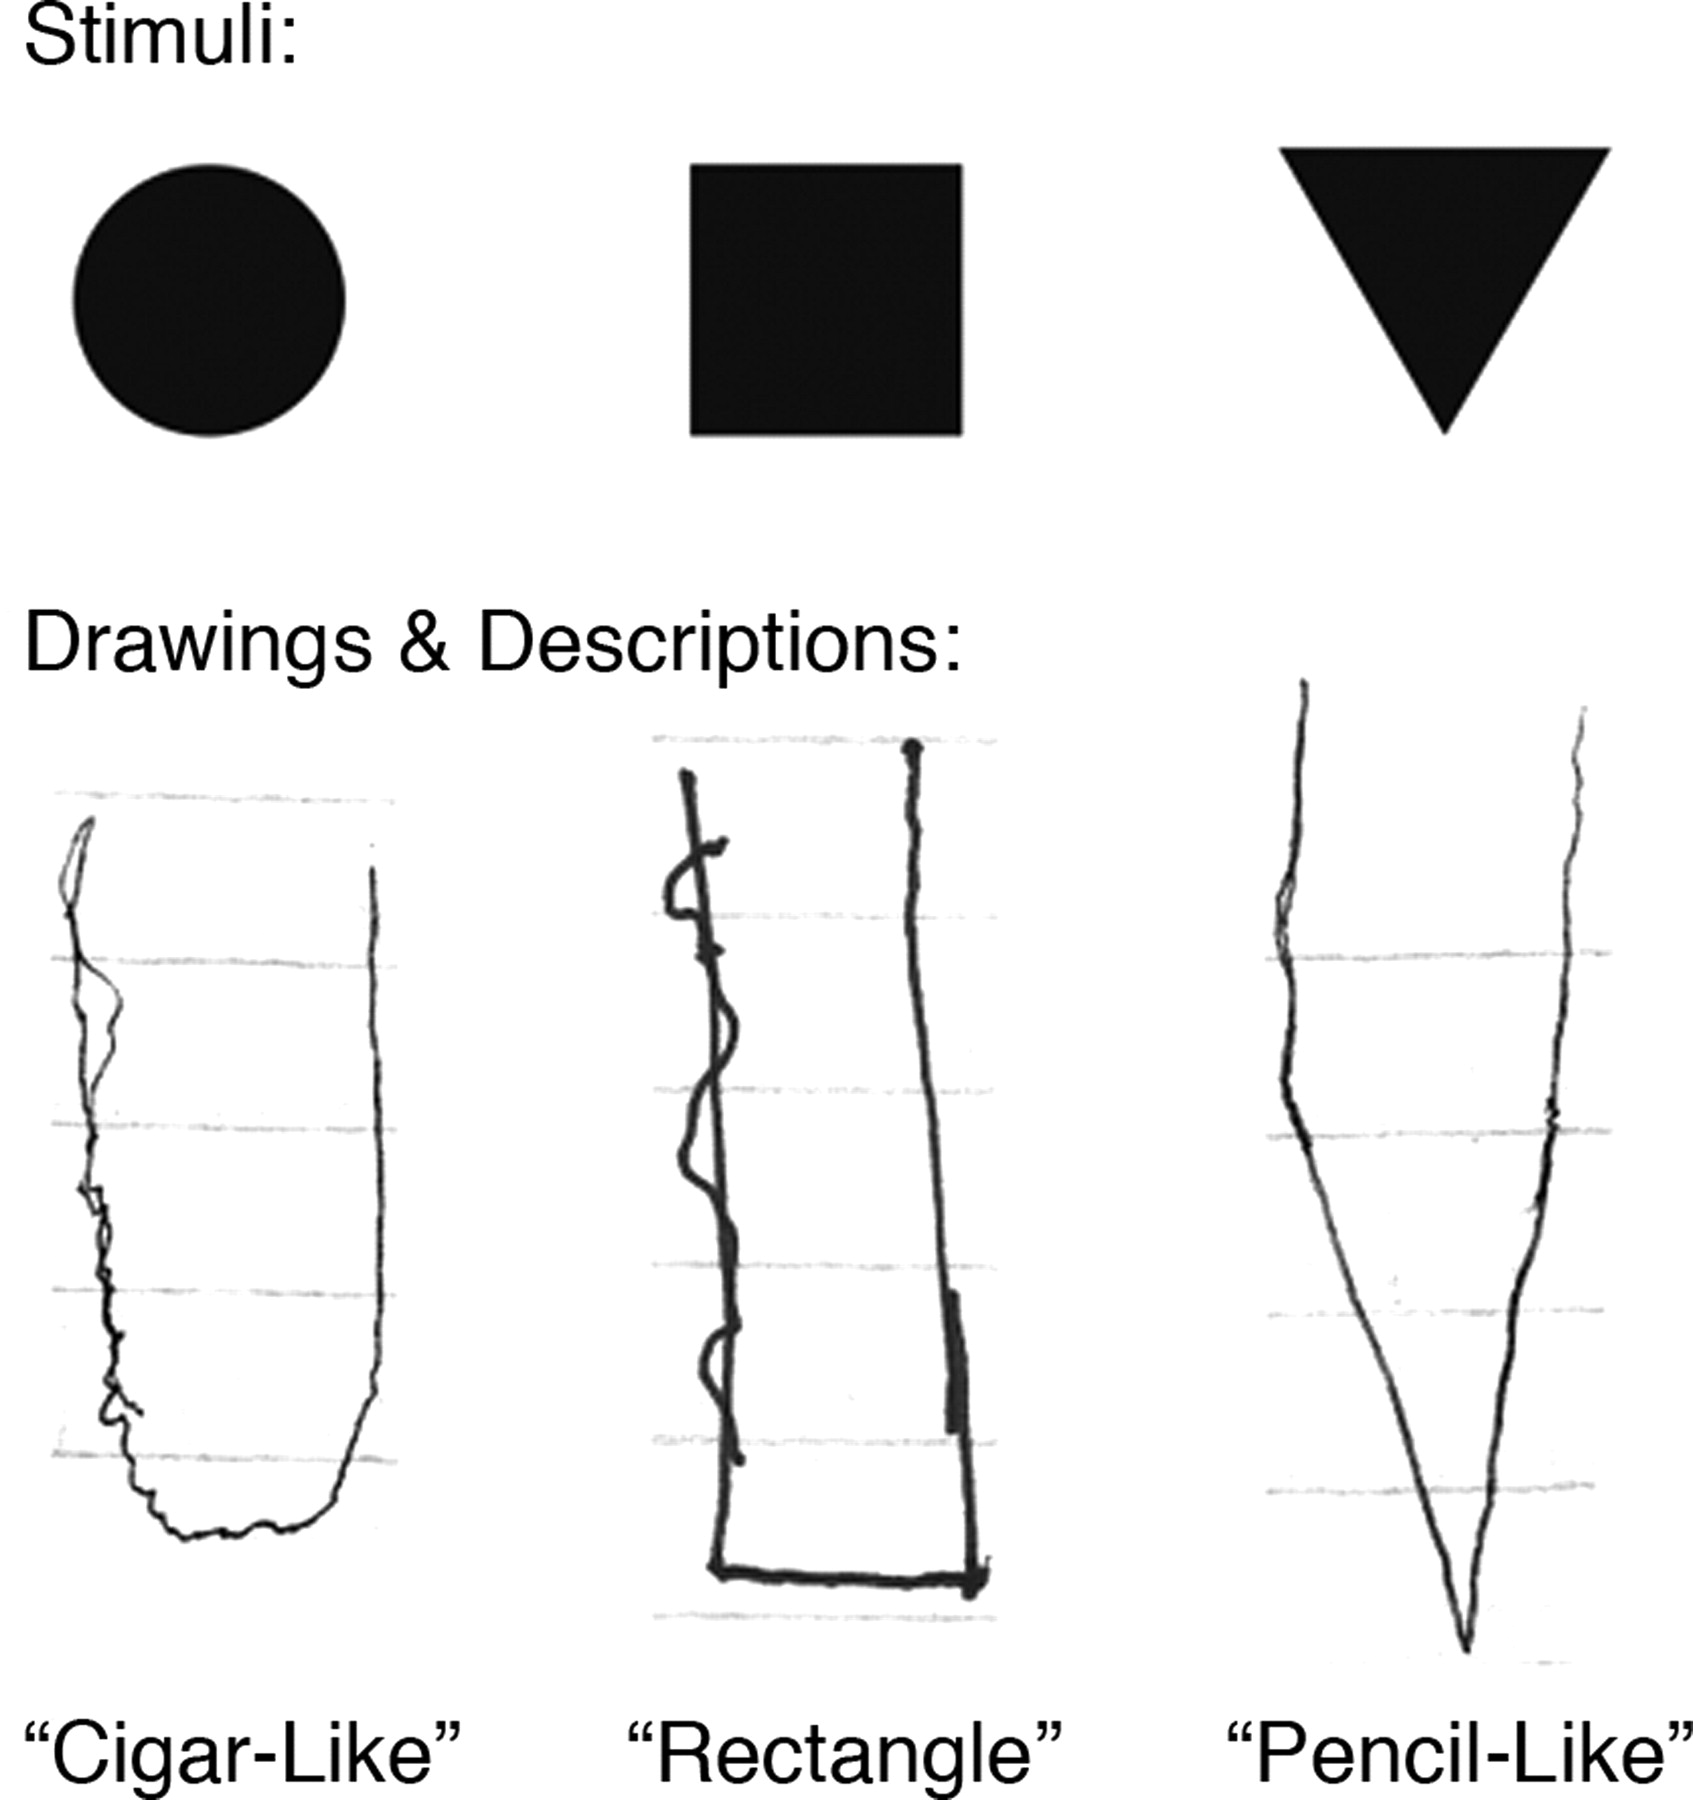 Stimuli:
Drawings & Descriptions:
“Cigar-Like” “Rectangle” “Pencil-Like”